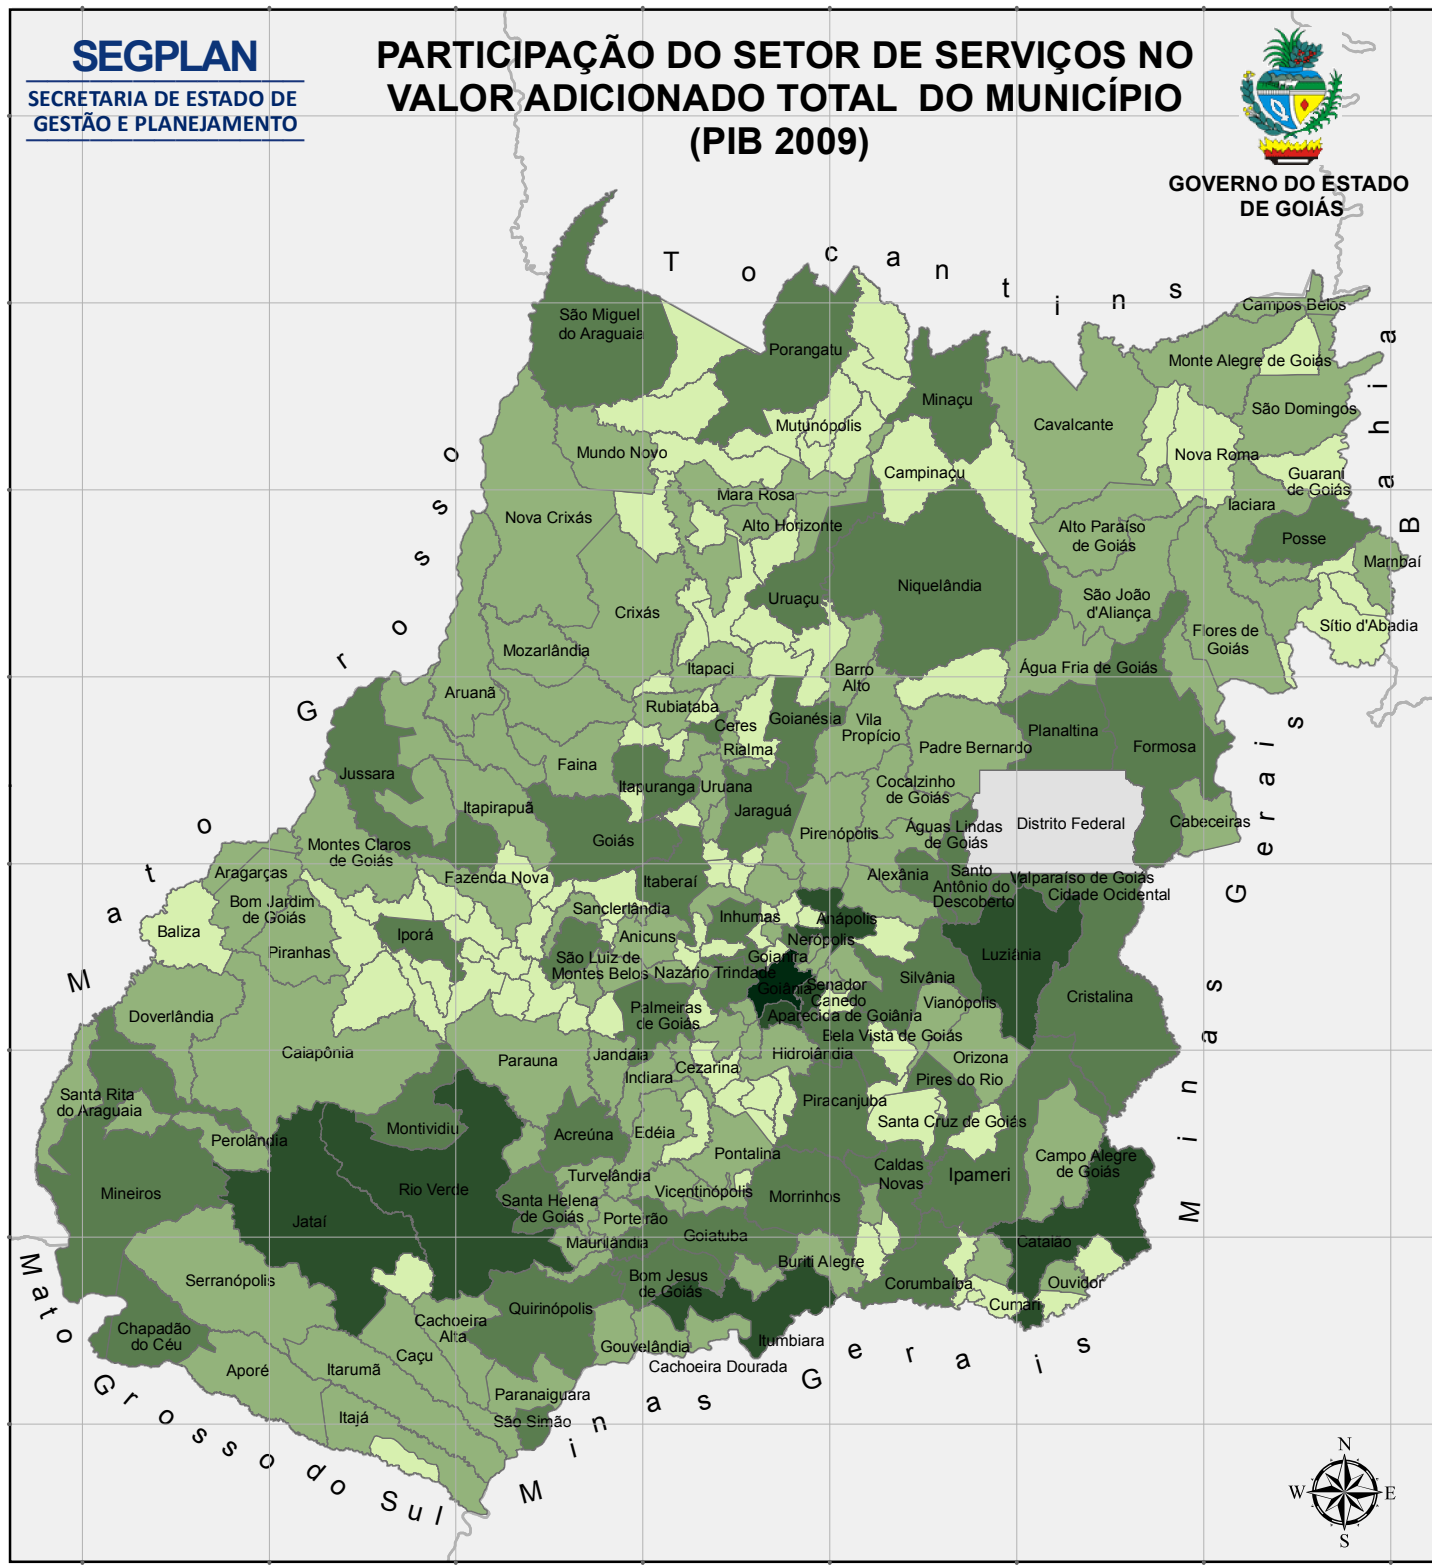 SEGPLAN
SECRETARIA DE ESTADO DE
GESTÃO E PLANEJAMENTO
PARTICIPAÇÃO DO SETOR DE SERVIÇOS NO
VALOR ADICIONADO TOTAL DO MUNICÍPIO
(PIB 2009)
GOVERNO DO ESTADO
DE GOIÁS
Tocantins
Bahia
Mato Grosso
Minas Gerais
Mato Grosso do Sul
Minas Gerais
São Miguel
do Araguaia
Porangatu
Campos Belos
Monte Alegre de Goiás
Minaçu
São Domingos
Cavalcante
Mutunópolis
Mundo Novo
Nova Roma
Campinaçu
Guarani
de Goiás
Mara Rosa
Iaciara
Nova Crixás
Alto Horizonte
Alto Paraíso
de Goiás
Posse
Mambaí
Niquelândia
Uruaçu
Crixás
São João
d'Aliança
Sítio d'Abadia
Flores de
Goiás
Mozarlândia
Itapaci
Barro
Alto
Água Fria de Goiás
Aruanã
Rubiataba
Goianésia
Ceres
Vila
Propício
Planaltina
Rialma
Padre Bernardo
Formosa
Faina
Jussara
Itapuranga
Uruana
Cocalzinho
de Goiás
Itapirapuã
Jaraguá
Distrito Federal
Cabeceiras
Goiás
Pirenópolis
Águas Lindas
de Goiás
Montes Claros
de Goiás
Aragarças
Fazenda Nova
Itaberaí
Alexânia
Santo
Antônio do
Descoberto
Valparaíso de Goiás
Cidade Ocidental
Bom Jardim
de Goiás
Sanclerlândia
Inhumas
Anápolis
Baliza
Iporá
Anicuns
Nerópolis
Piranhas
São Luiz de
Montes Belos
Goianira
Luziânia
Nazário
Trindade
Goiânia
Senador
Canedo
Silvânia
Cristalina
Vianópolis
Palmeiras
de Goiás
Aparecida de Goiânia
Doverlândia
Bela Vista de Goiás
Caiapônia
Parauna
Jandaia
Hidrolândia
Orizona
Indiara
Cezarina
Pires do Rio
Santa Rita
do Araguaia
Piracanjuba
Santa Cruz de Goiás
Montividiu
Acreúna
Edéia
Perolândia
Pontalina
Campo Alegre
de Goiás
Caldas
Novas
Ipameri
Turvelândia
Mineiros
Rio Verde
Vicentinópolis
Morrinhos
Santa Helena
de Goiás
Jataí
Porteirão
Goiatuba
Maurilândia
Catalão
Buriti Alegre
Serranópolis
Bom Jesus
de Goiás
Corumbaíba
Ouvidor
Quirinópolis
Cumari
Cachoeira
Alta
Chapadão
do Céu
Gouvelândia
Itumbiara
Caçu
Cachoeira Dourada
Aporé
Itarumã
Paranaiguara
Itajá
São Simão
N
W
E
S